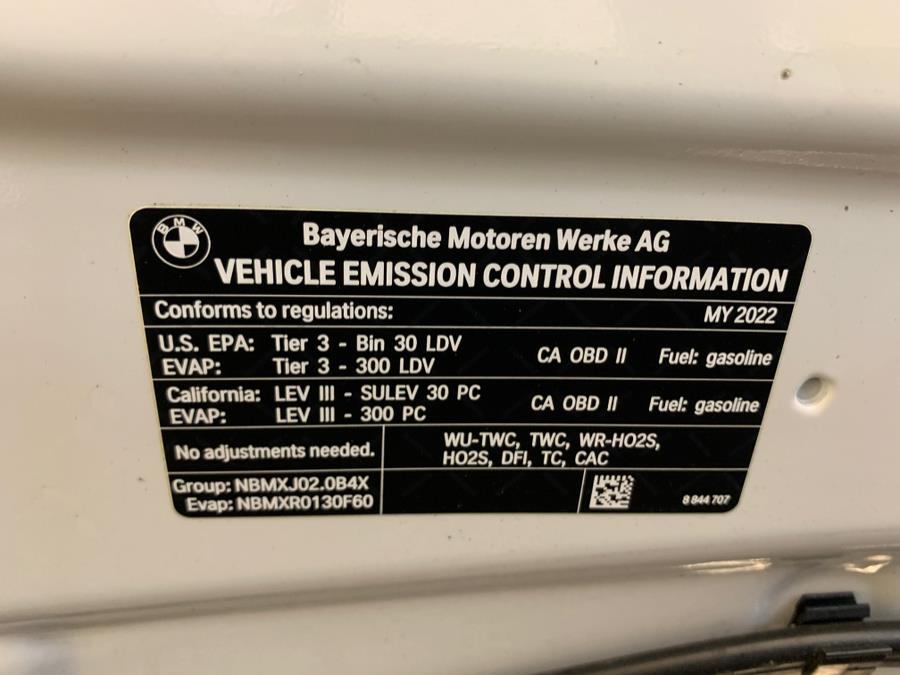 BMW
Bayerische Motoren Werke AG
VEHICLE EMISSION CONTROL INFORMATION
Conforms to regulations: MY 2022
U.S. EPA: Tier 3 - Bin 30 LDV CA OBD II Fuel: gasoline
EVAP: Tier 3 - 300 LDV
California: LEV III - SULEV 30 PC CA OBD II Fuel: gasoline
EVAP: LEV III - 300 PC
No adjustments needed.
WU-TWC, TWC, WR-HO2S,
HO2S, DFI, TC, CAC
Group: NBMXJ02.0B4X
Evap: NBMXR0130F60
8 844 707